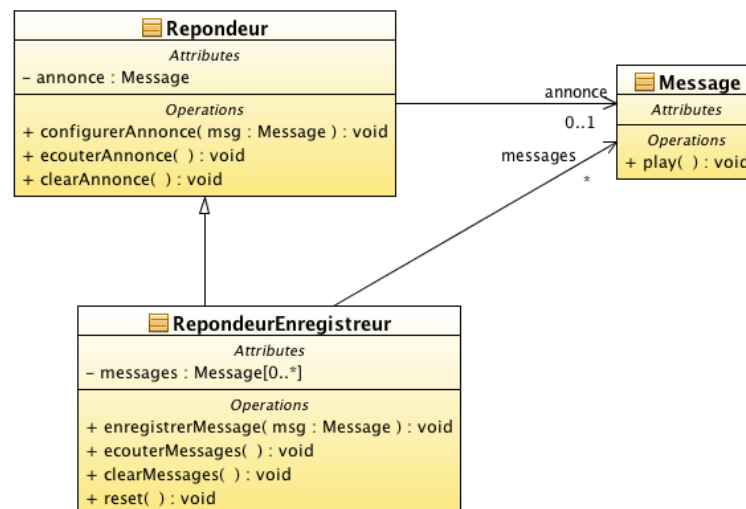 Repondeur
Attributes
– annonce : Message
Operations
+ configurerAnnonce( msg : Message ) : void
+ ecouterAnnonce( ) : void
+ clearAnnonce( ) : void
annonce
0..1
Message
Attributes
Operations
+ play( ) : void
messages
*
RepondeurEnregistreur
Attributes
– messages : Message[0..*]
Operations
+ enregistrerMessage( msg : Message ) : void
+ ecouterMessages( ) : void
+ clearMessages( ) : void
+ reset( ) : void